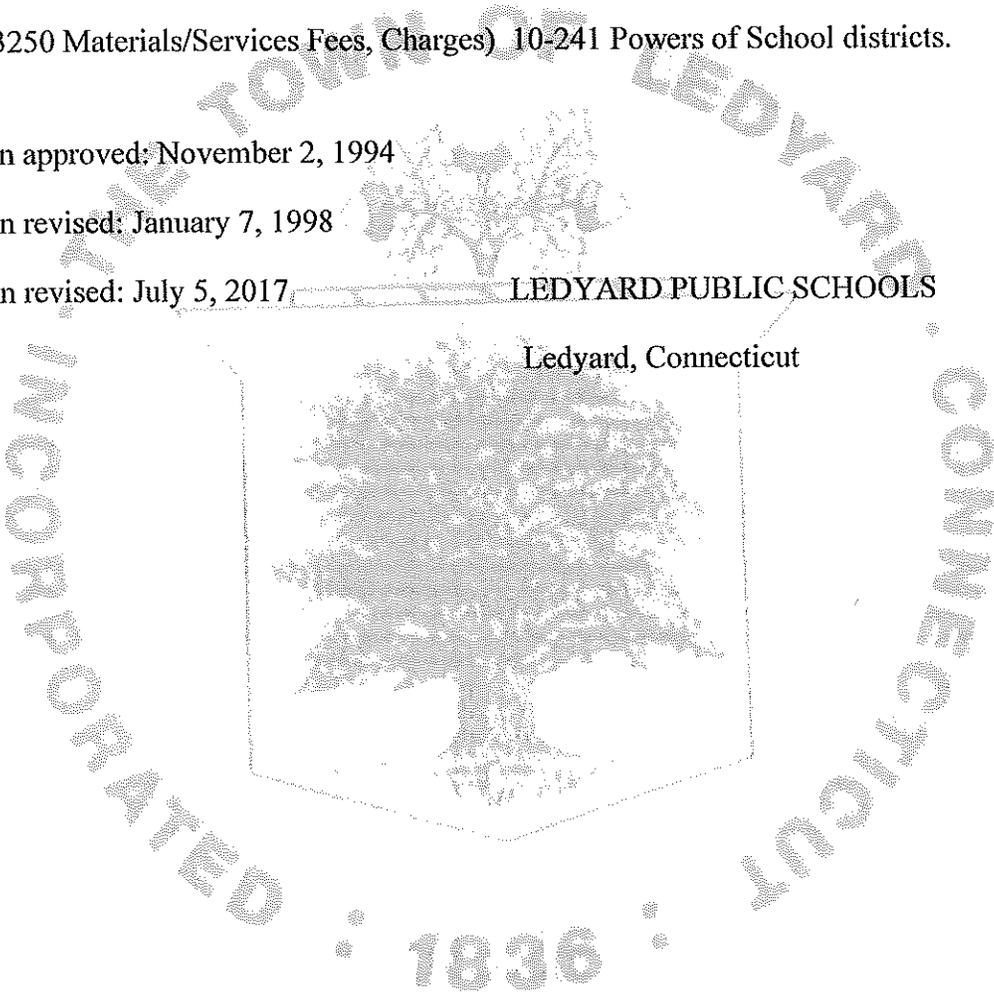 3250 Materials/Services Fees, Charges) 10-241 Powers of School districts.
n approved: November 2, 1994
n revised: January 7, 1998
n revised: July 5, 2017
LEDYARD PUBLIC SCHOOLS
Ledyard, Connecticut
THE TOWN OF LEDYARD · CONNECTICUT
INCORPORATED
: 1836 :